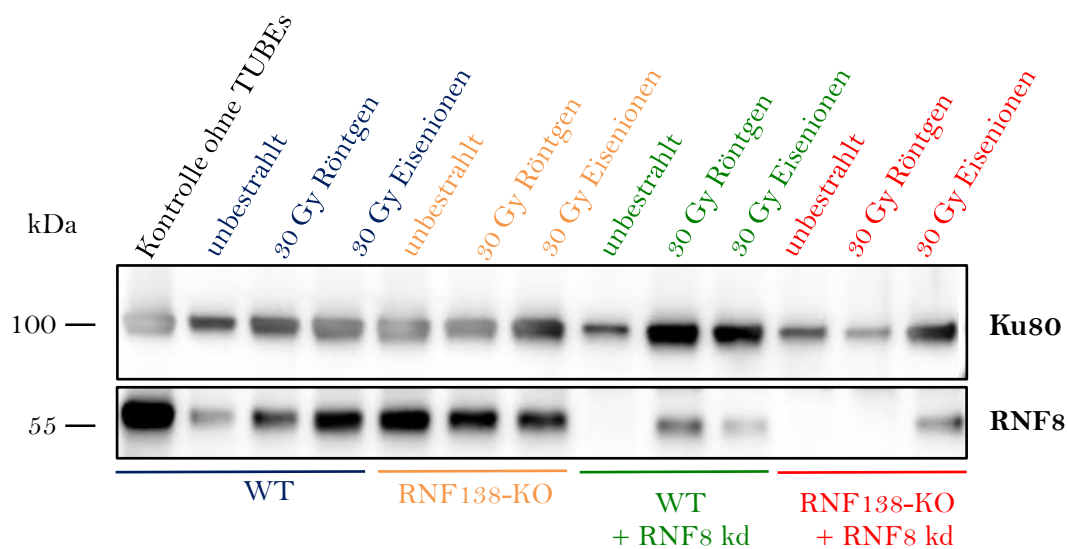 Kontrolle ohne TUBEs
unbestrahlt
30 Gy Röntgen
30 Gy Eisenionen
unbestrahlt
30 Gy Röntgen
30 Gy Eisenionen
unbestrahlt
30 Gy Röntgen
30 Gy Eisenionen
unbestrahlt
30 Gy Röntgen
30 Gy Eisenionen
kDa
100
Ku80
55
RNF8
WT
RNF138-KO
WT
+ RNF8 kd
RNF138-KO
+ RNF8 kd